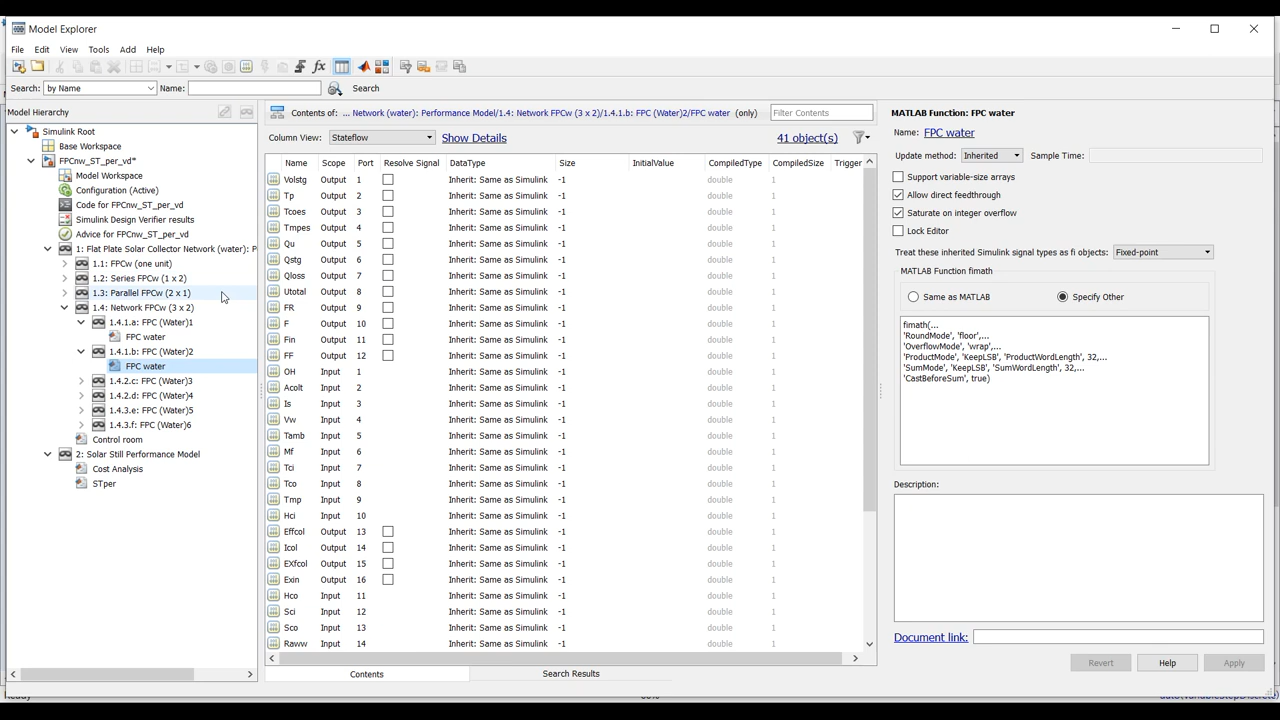 Model Explorer
File Edit View Tools Add Help
Search: by Name Name: Search
Model Hierarchy
Simulink Root
Base Workspace
FPCnw_ST_per_vd*
Model Workspace
Configuration (Active)
Code for FPCnw_ST_per_vd
Simulink Design Verifier results
Advice for FPCnw_ST_per_vd
1: Flat Plate Solar Collector Network (water): P
1.1: FPCw (one unit)
1.2: Series FPCw (1 x 2)
1.3: Parallel FPCw (2 x 1)
1.4: Network FPCw (3 x 2)
1.4.1.a: FPC (Water)1
FPC water
1.4.1.b: FPC (Water)2
FPC water
1.4.2.c: FPC (Water)3
1.4.2.d: FPC (Water)4
1.4.3.e: FPC (Water)5
1.4.3.f: FPC (Water)6
Control room
2: Solar Still Performance Model
Cost Analysis
STper
Contents of: ... Network (water): Performance Model/1.4: Network FPCw (3 x 2)/1.4.1.b: FPC (Water)2/FPC water (only) Filter Contents
Column View: Stateflow Show Details 41 object(s)
Name Scope Port Resolve Signal DataType Size InitialValue CompiledType CompiledSize Trigger
Volstg Output 1 Inherit: Same as Simulink -1 double 1
Tp Output 2 Inherit: Same as Simulink -1 double 1
Tcoes Output 3 Inherit: Same as Simulink -1 double 1
Tmpes Output 4 Inherit: Same as Simulink -1 double 1
Qu Output 5 Inherit: Same as Simulink -1 double 1
Qstg Output 6 Inherit: Same as Simulink -1 double 1
Qloss Output 7 Inherit: Same as Simulink -1 double 1
Utotal Output 8 Inherit: Same as Simulink -1 double 1
FR Output 9 Inherit: Same as Simulink -1 double 1
F Output 10 Inherit: Same as Simulink -1 double 1
Fin Output 11 Inherit: Same as Simulink -1 double 1
FF Output 12 Inherit: Same as Simulink -1 double 1
OH Input 1 Inherit: Same as Simulink -1 double 1
Acolt Input 2 Inherit: Same as Simulink -1 double 1
Is Input 3 Inherit: Same as Simulink -1 double 1
Vw Input 4 Inherit: Same as Simulink -1 double 1
Tamb Input 5 Inherit: Same as Simulink -1 double 1
Mf Input 6 Inherit: Same as Simulink -1 double 1
Tci Input 7 Inherit: Same as Simulink -1 double 1
Tco Input 8 Inherit: Same as Simulink -1 double 1
Tmp Input 9 Inherit: Same as Simulink -1 double 1
Hci Input 10 Inherit: Same as Simulink -1 double 1
Effcol Output 13 Inherit: Same as Simulink -1 double 1
Icol Output 14 Inherit: Same as Simulink -1 double 1
EXfcol Output 15 Inherit: Same as Simulink -1 double 1
Exin Output 16 Inherit: Same as Simulink -1 double 1
Hco Input 11 Inherit: Same as Simulink -1 double 1
Sci Input 12 Inherit: Same as Simulink -1 double 1
Sco Input 13 Inherit: Same as Simulink -1 double 1
Raww Input 14 Inherit: Same as Simulink -1 double 1
Contents Search Results
MATLAB Function: FPC water
Name: FPC water
Update method: Inherited Sample Time:
Support variable-size arrays
Allow direct feedthrough
Saturate on integer overflow
Lock Editor
Treat these inherited Simulink signal types as fi objects: Fixed-point
MATLAB Function fimath
Same as MATLAB Specify Other
fimath(...
'RoundMode', 'floor',...
'OverflowMode', 'wrap',...
'ProductMode', 'KeepLSB', 'ProductWordLength', 32,...
'SumMode', 'KeepLSB', 'SumWordLength', 32,...
'CastBeforeSum', true)
Description:
Document link:
Revert Help Apply